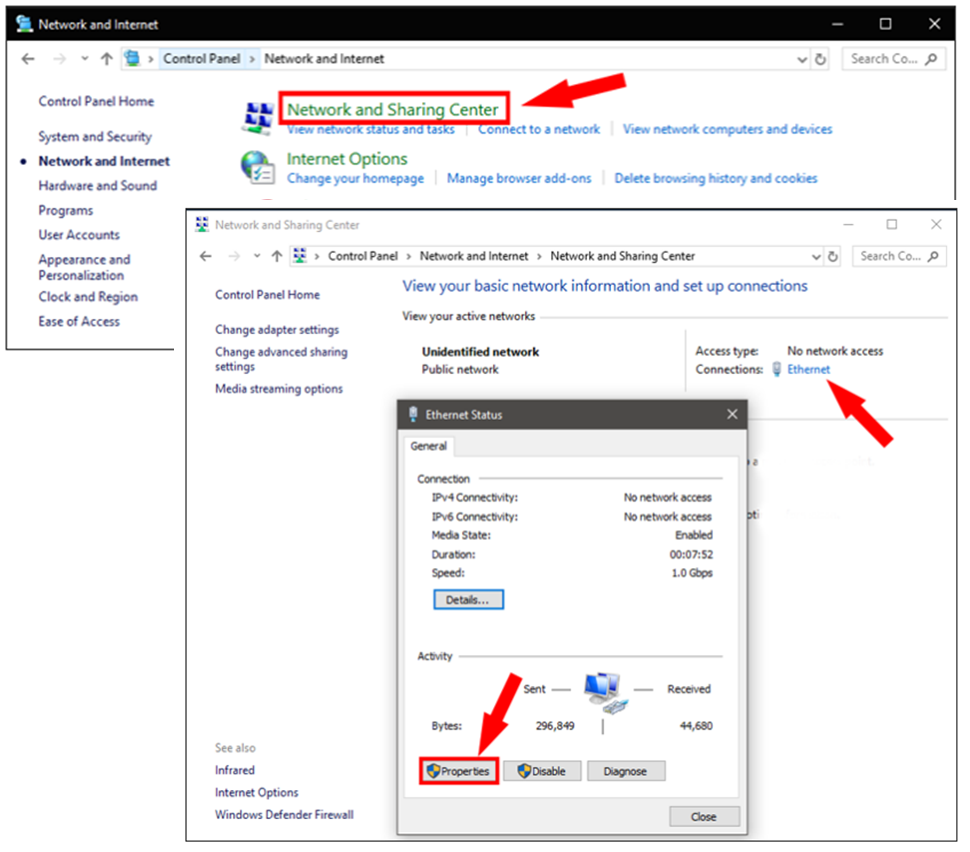 Network and Internet
Control Panel > Network and Internet
Search Co...
Control Panel Home
System and Security
Network and Internet
Hardware and Sound
Programs
User Accounts
Appearance and
Personalization
Clock and Region
Ease of Access
Network and Sharing Center
View network status and tasks | Connect to a network | View network computers and devices
Internet Options
Change your homepage | Manage browser add-ons | Delete browsing history and cookies
Network and Sharing Center
Control Panel > Network and Internet > Network and Sharing Center
Search Co...
Control Panel Home
Change adapter settings
Change advanced sharing
settings
Media streaming options
See also
Infrared
Internet Options
Windows Defender Firewall
View your basic network information and set up connections
View your active networks
Unidentified network
Public network
Access type: No network access
Connections: Ethernet
Ethernet Status
General
Connection
IPv4 Connectivity: No network access
IPv6 Connectivity: No network access
Media State: Enabled
Duration: 00:07:52
Speed: 1.0 Gbps
Details...
Activity
Sent Received
Bytes: 296,849 44,680
Properties Disable Diagnose
Close